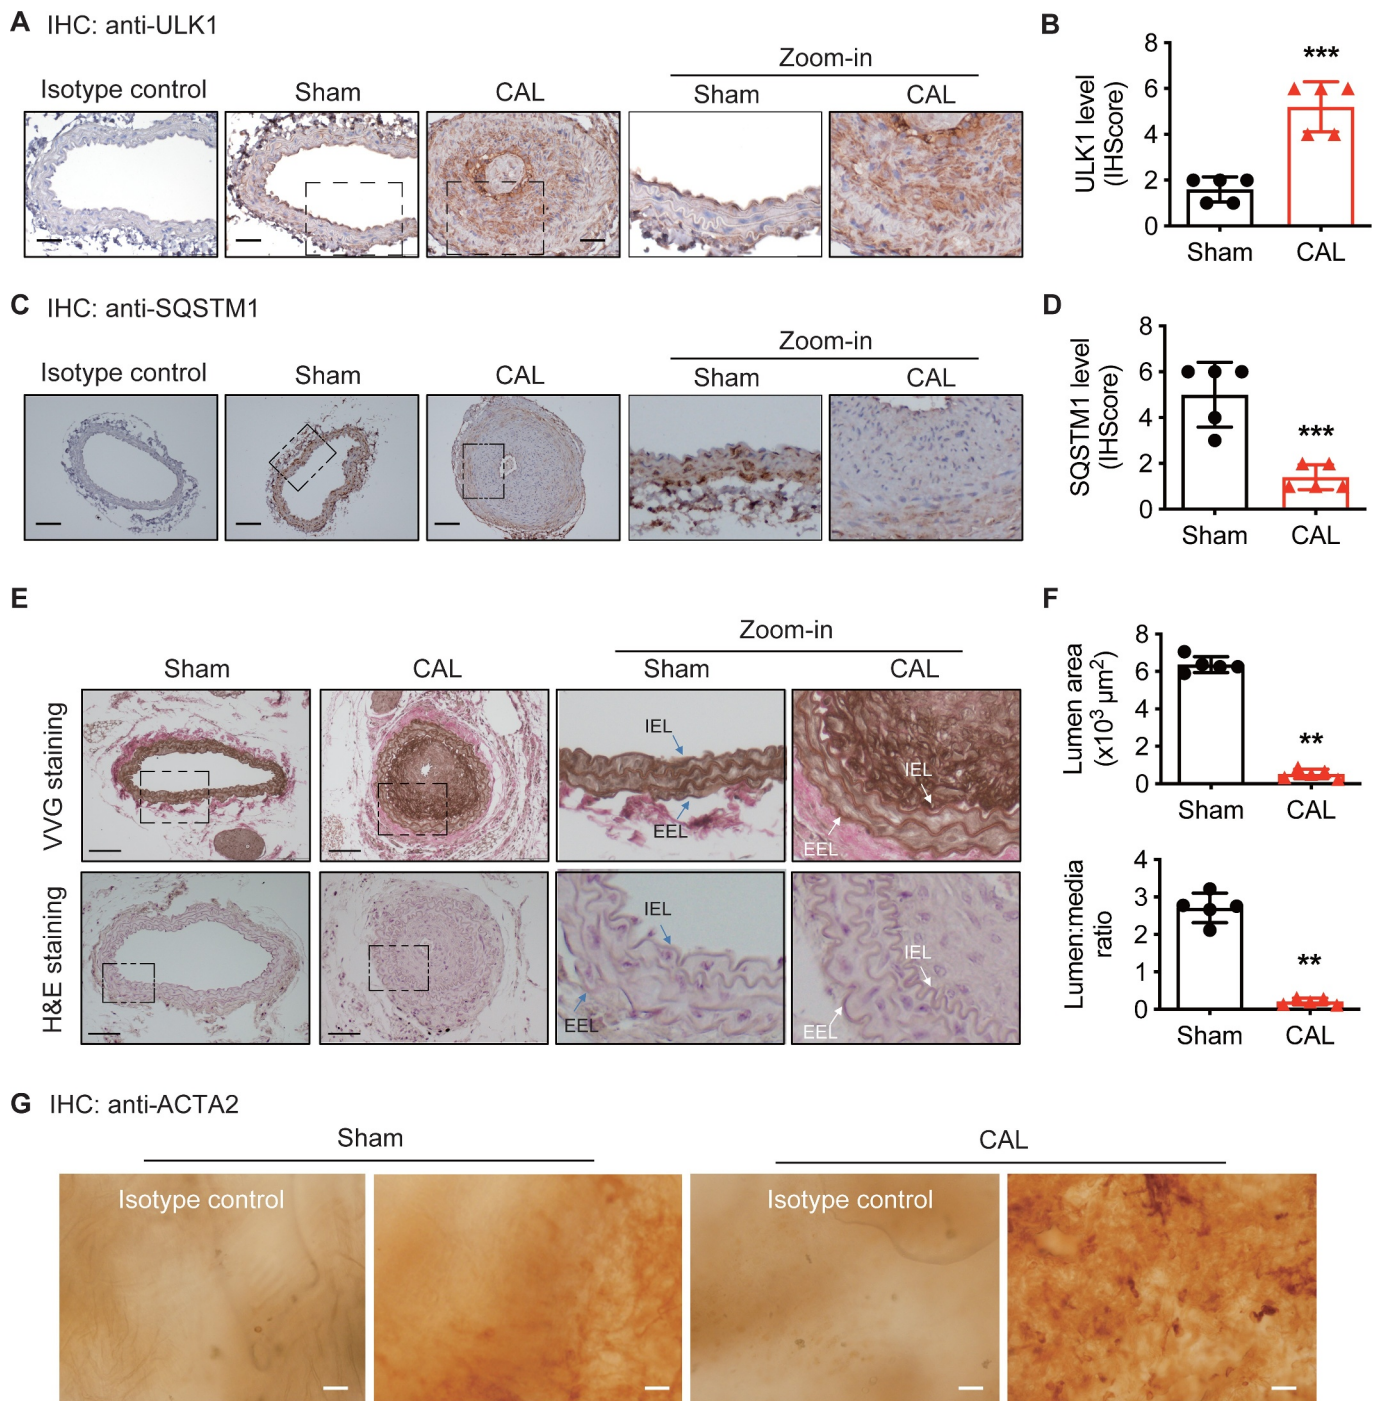 A IHC: anti-ULK1
Isotype control
Sham
CAL
Zoom-in
Sham
CAL
B
ULK1 level
(IHScore)
8
6
4
2
0
***
Sham
CAL
C IHC: anti-SQSTM1
Isotype control
Sham
CAL
Zoom-in
Sham
CAL
D
SQSTM1 level
(IHScore)
8
6
4
2
0
***
Sham
CAL
E
Sham
CAL
Zoom-in
Sham
CAL
VVG staining
IEL
EEL
IEL
EEL
H&E staining
IEL
EEL
IEL
EEL
F
Lumen area
(x10³ µm²)
8
6
4
2
0
**
Sham
CAL
Lumen:media
ratio
4
3
2
1
0
**
Sham
CAL
G IHC: anti-ACTA2
Sham
CAL
Isotype control
Isotype control